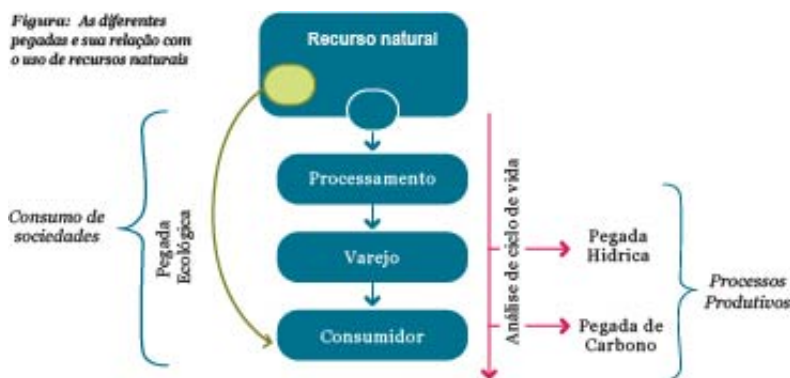 Figura: As diferentes
pegadas e sua relação com
o uso de recursos naturais
Recurso natural
Processamento
Varejo
Consumidor
Consumo de
sociedades
Pegada
Ecológica
Análise de ciclo de vida
Pegada
Hídrica
Pegada de
Carbono
Processos
Produtivos